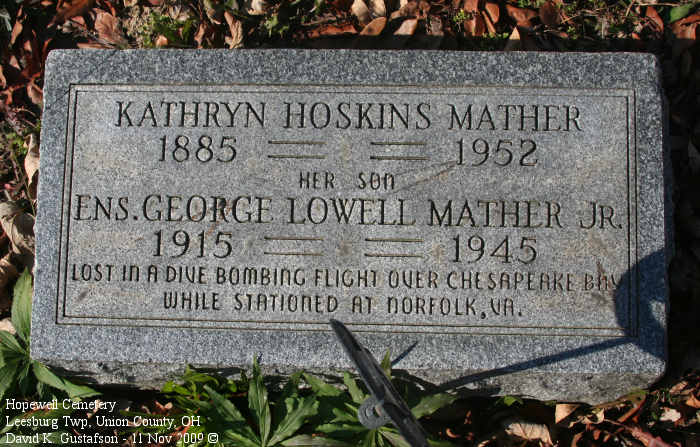 KATHRYN HOSKINS MATHER
1885 == == 1952
HER SON
ENS. GEORGE LOWELL MATHER JR.
1915 == == 1945
LOST IN A DIVE BOMBING FLIGHT OVER CHESAPEAKE BAY
WHILE STATIONED AT NORFOLK, VA.
Hopewell Cemetery
Leesburg Twp, Union County, OH
David K. Gustafson - 11 Nov 2009 ©